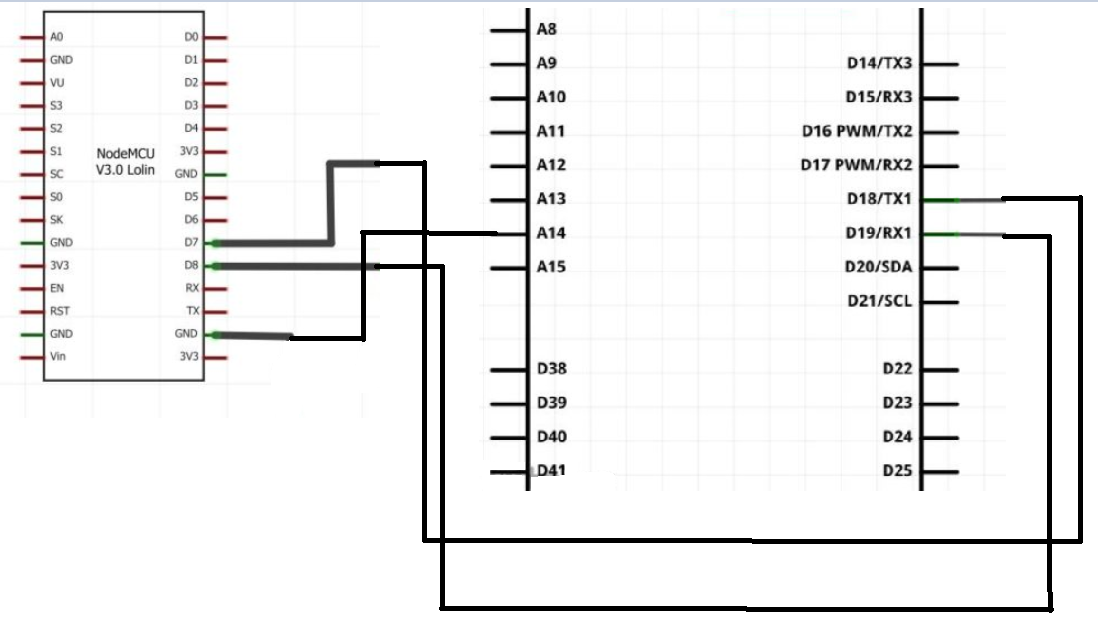 A0
GND
VU
S3
S2
S1
SC
S0
SK
GND
3V3
EN
RST
GND
Vin
NodeMCU
V3.0 Lolin
D0
D1
D2
D3
D4
3V3
GND
D5
D6
D7
D8
RX
TX
GND
3V3
A8
A9
A10
A11
A12
A13
A14
A15
D38
D39
D40
D41
D14/TX3
D15/RX3
D16 PWM/TX2
D17 PWM/RX2
D18/TX1
D19/RX1
D20/SDA
D21/SCL
D22
D23
D24
D25